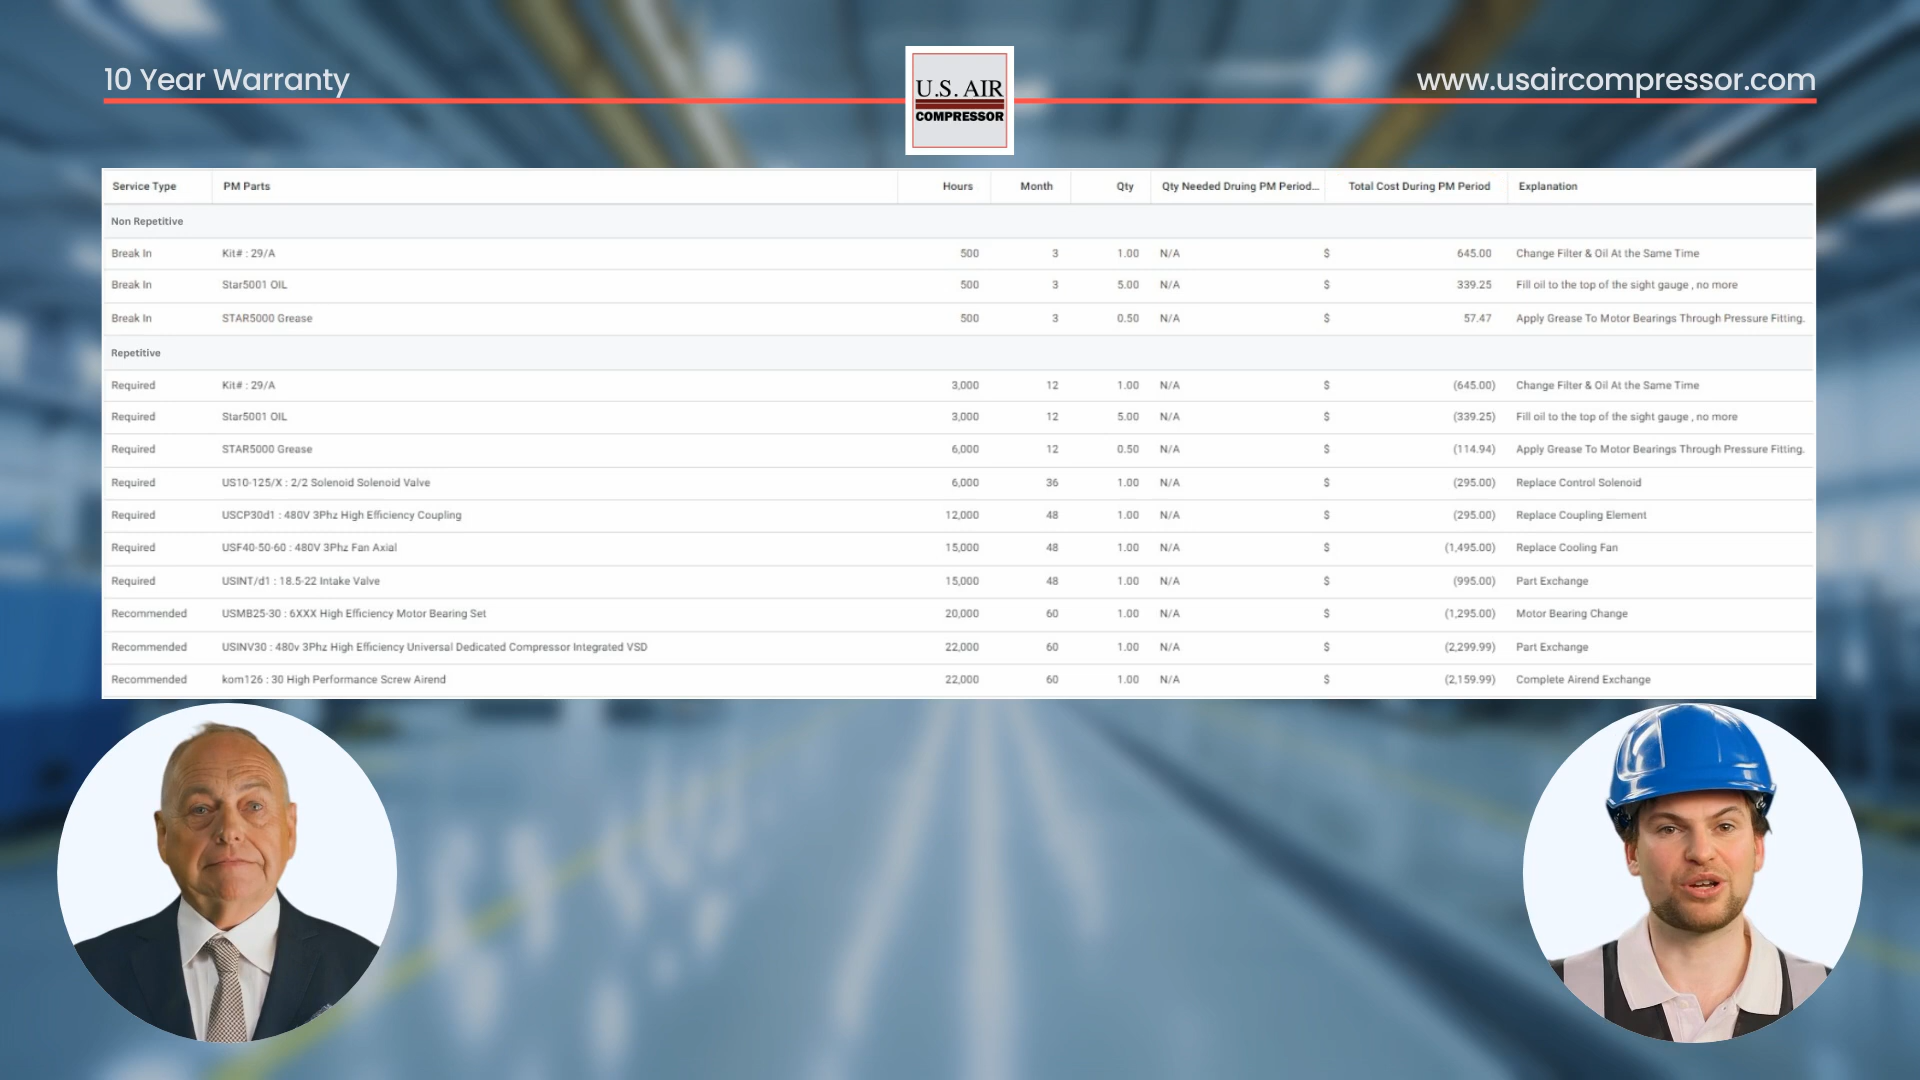 10 Year Warranty
U.S. AIR
COMPRESSOR
www.usaircompressor.com
Service Type PM Parts Hours Month Qty Qty Needed Druing PM Period... Total Cost During PM Period Explanation
Non Repetitive
Break In Kit# : 29/A 500 3 1.00 N/A $ 645.00 Change Filter & Oil At the Same Time
Break In Star5001 OIL 500 3 5.00 N/A $ 339.25 Fill oil to the top of the sight gauge , no more
Break In STAR5000 Grease 500 3 0.50 N/A $ 57.47 Apply Grease To Motor Bearings Through Pressure Fitting.
Repetitive
Required Kit# : 29/A 3,000 12 1.00 N/A $ (645.00) Change Filter & Oil At the Same Time
Required Star5001 OIL 3,000 12 5.00 N/A $ (339.25) Fill oil to the top of the sight gauge , no more
Required STAR5000 Grease 6,000 12 0.50 N/A $ (114.94) Apply Grease To Motor Bearings Through Pressure Fitting.
Required US10-125/X : 2/2 Solenoid Solenoid Valve 6,000 36 1.00 N/A $ (295.00) Replace Control Solenoid
Required USCP30d1 : 480V 3Phz High Efficiency Coupling 12,000 48 1.00 N/A $ (295.00) Replace Coupling Element
Required USF40-50-60 : 480V 3Phz Fan Axial 15,000 48 1.00 N/A $ (1,495.00) Replace Cooling Fan
Required USINT/d1 : 18.5-22 Intake Valve 15,000 48 1.00 N/A $ (995.00) Part Exchange
Recommended USMB25-30 : 6XXX High Efficiency Motor Bearing Set 20,000 60 1.00 N/A $ (1,295.00) Motor Bearing Change
Recommended USINV30 : 480v 3Phz High Efficiency Universal Dedicated Compressor Integrated VSD 22,000 60 1.00 N/A $ (2,299.99) Part Exchange
Recommended kom126 : 30 High Performance Screw Airend 22,000 60 1.00 N/A $ (2,159.99) Complete Airend Exchange